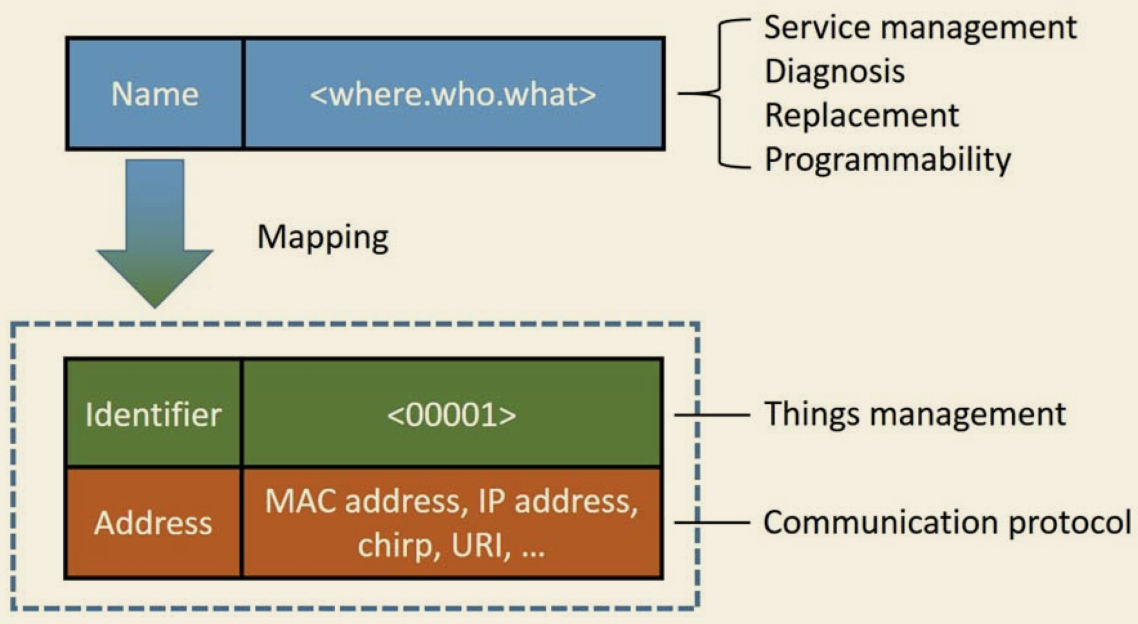 Name
<where.who.what>
Service management
Diagnosis
Replacement
Programmability
Mapping
Identifier
<00001>
Things management
Address
MAC address, IP address,
chirp, URI, ...
Communication protocol